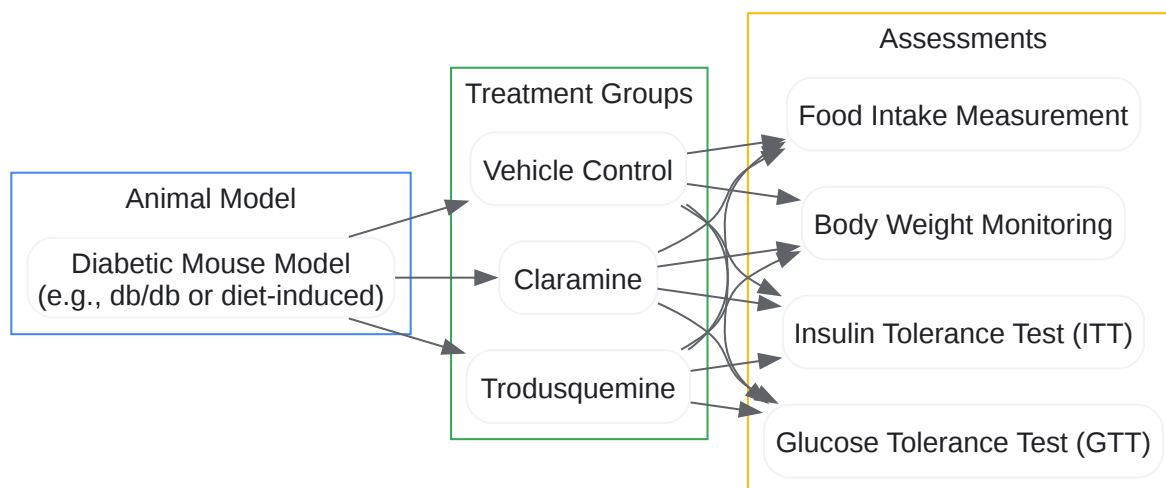 Animal Model
Diabetic Mouse Model
(e.g., db/db or diet-induced)
Treatment Groups
Vehicle Control
Claramine
Trodusquemine
Assessments
Food Intake Measurement
Body Weight Monitoring
Insulin Tolerance Test (ITT)
Glucose Tolerance Test (GTT)